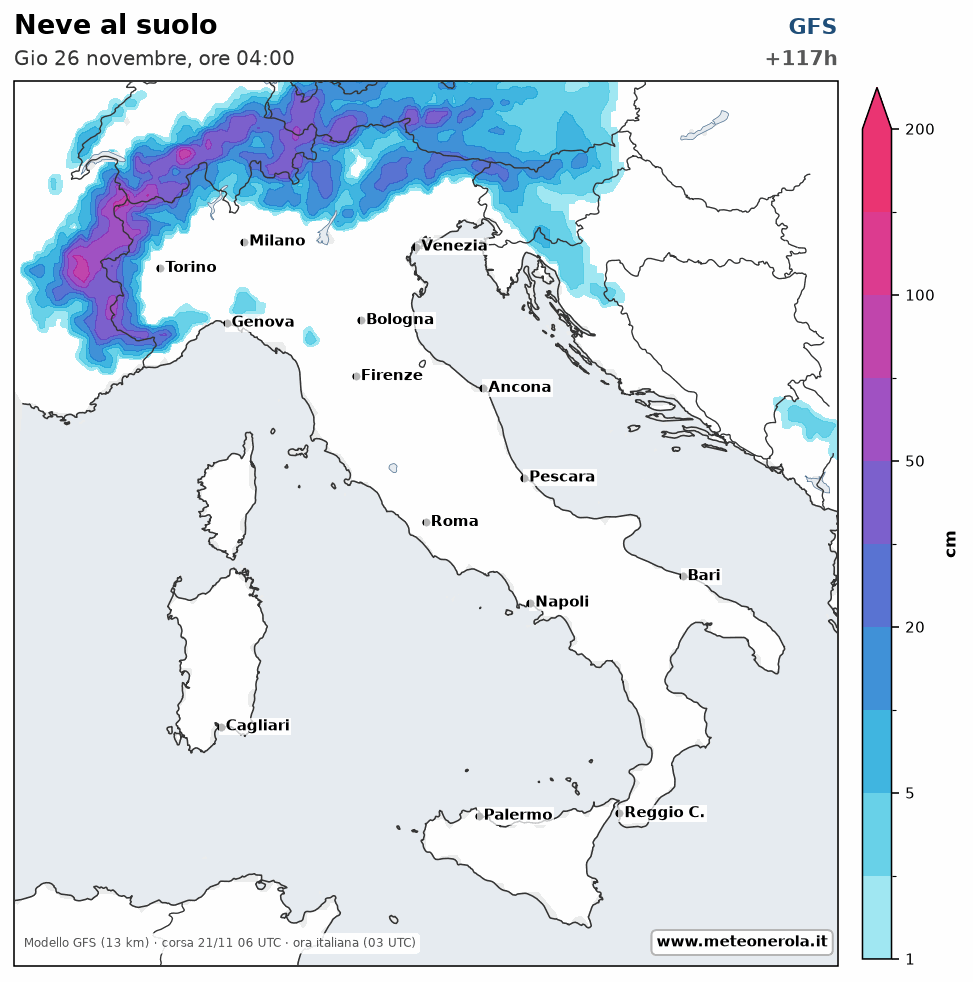 Neve al suolo
GFS
Gio 26 novembre, ore 04:00
+117h
200
100
50
20
5
1
cm
Milano
Venezia
Torino
Genova
Bologna
Firenze
Ancona
Pescara
Roma
Bari
Napoli
Cagliari
Palermo
Reggio C.
Modello GFS (13 km) · corsa 21/11 06 UTC · ora italiana (03 UTC)
www.meteonerola.it